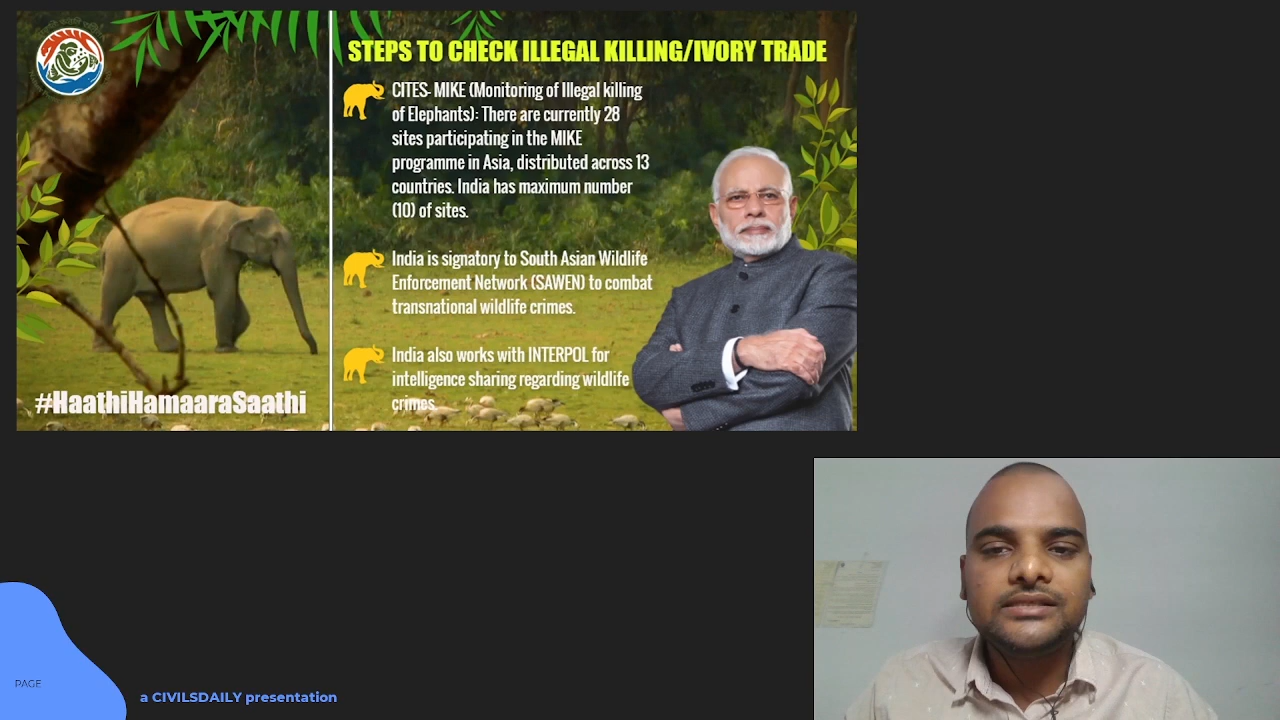 STEPS TO CHECK ILLEGAL KILLING/IVORY TRADE
CITES- MIKE (Monitoring of Illegal killing
of Elephants): There are currently 28
sites participating in the MIKE
programme in Asia, distributed across 13
countries. India has maximum number
(10) of sites.
India is signatory to South Asian Wildlife
Enforcement Network (SAWEN) to combat
transnational wildlife crimes.
India also works with INTERPOL for
intelligence sharing regarding wildlife
crimes.
#HaathiHamaaraSaathi
PAGE
a CIVILSDAILY presentation